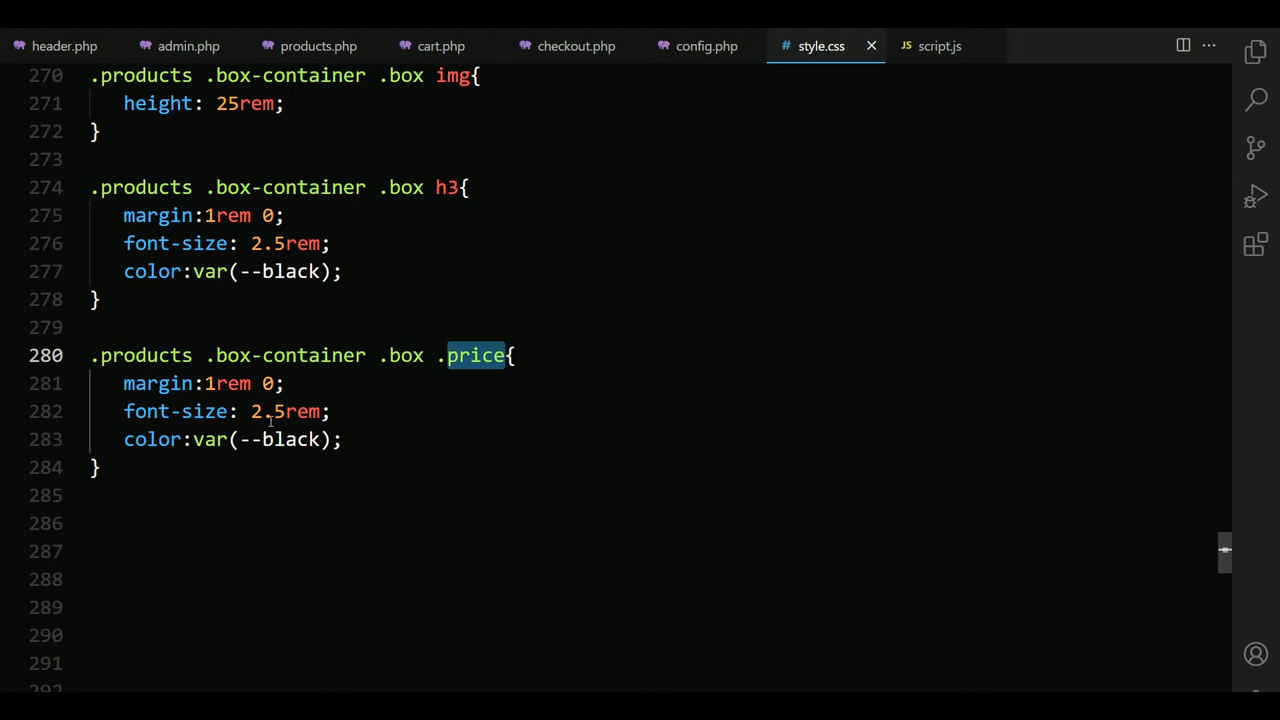 header.php admin.php products.php cart.php checkout.php config.php # style.css JS script.js
270 .products .box-container .box img{
271 height: 25rem;
272 }
273
274 .products .box-container .box h3{
275 margin:1rem 0;
276 font-size: 2.5rem;
277 color:var(--black);
278 }
279
280 .products .box-container .box .price{
281 margin:1rem 0;
282 font-size: 2.5rem;
283 color:var(--black);
284 }
285
286
287
288
289
290
291
292